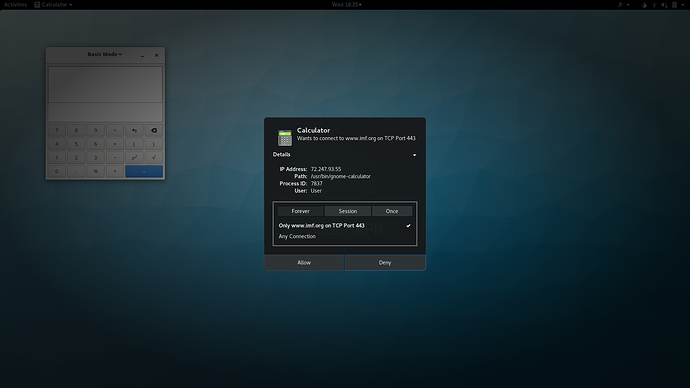 Activities Calculator Wed 18:25
Basic Mode
Calculator
Wants to connect to www.imf.org on TCP Port 443
Details
IP Address: 72.247.93.55
Path: /usr/bin/gnome-calculator
Process ID: 7837
User: User
Forever Session Once
Only www.imf.org on TCP Port 443
Any Connection
Allow Deny
7 8 9 ÷
4 5 6 × ( )
1 2 3 −
0 . % + =